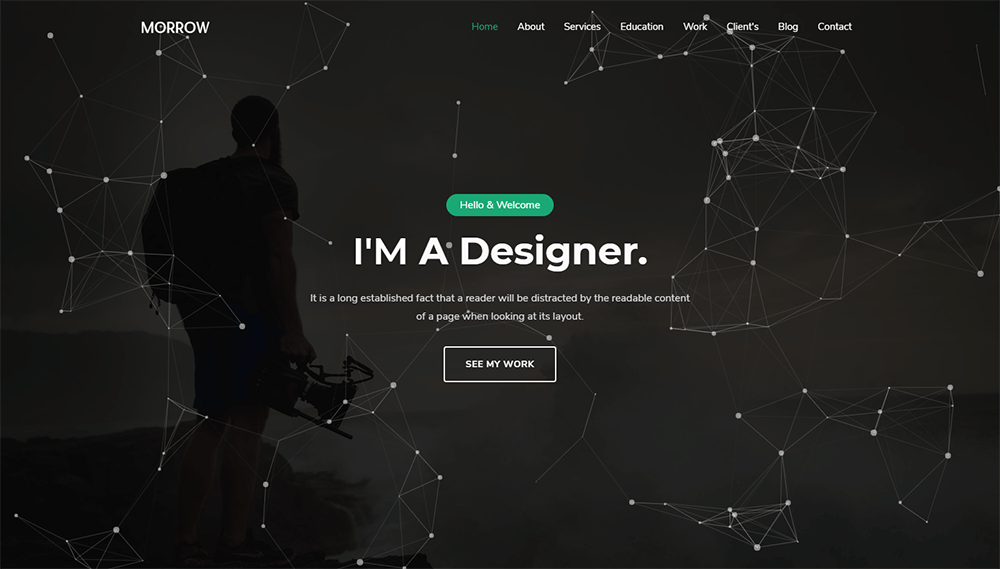 MORROW
Home About Services Education Work Client's Blog Contact
Hello & Welcome
I'M A Designer.
It is a long established fact that a reader will be distracted by the readable content
of a page when looking at its layout.
SEE MY WORK